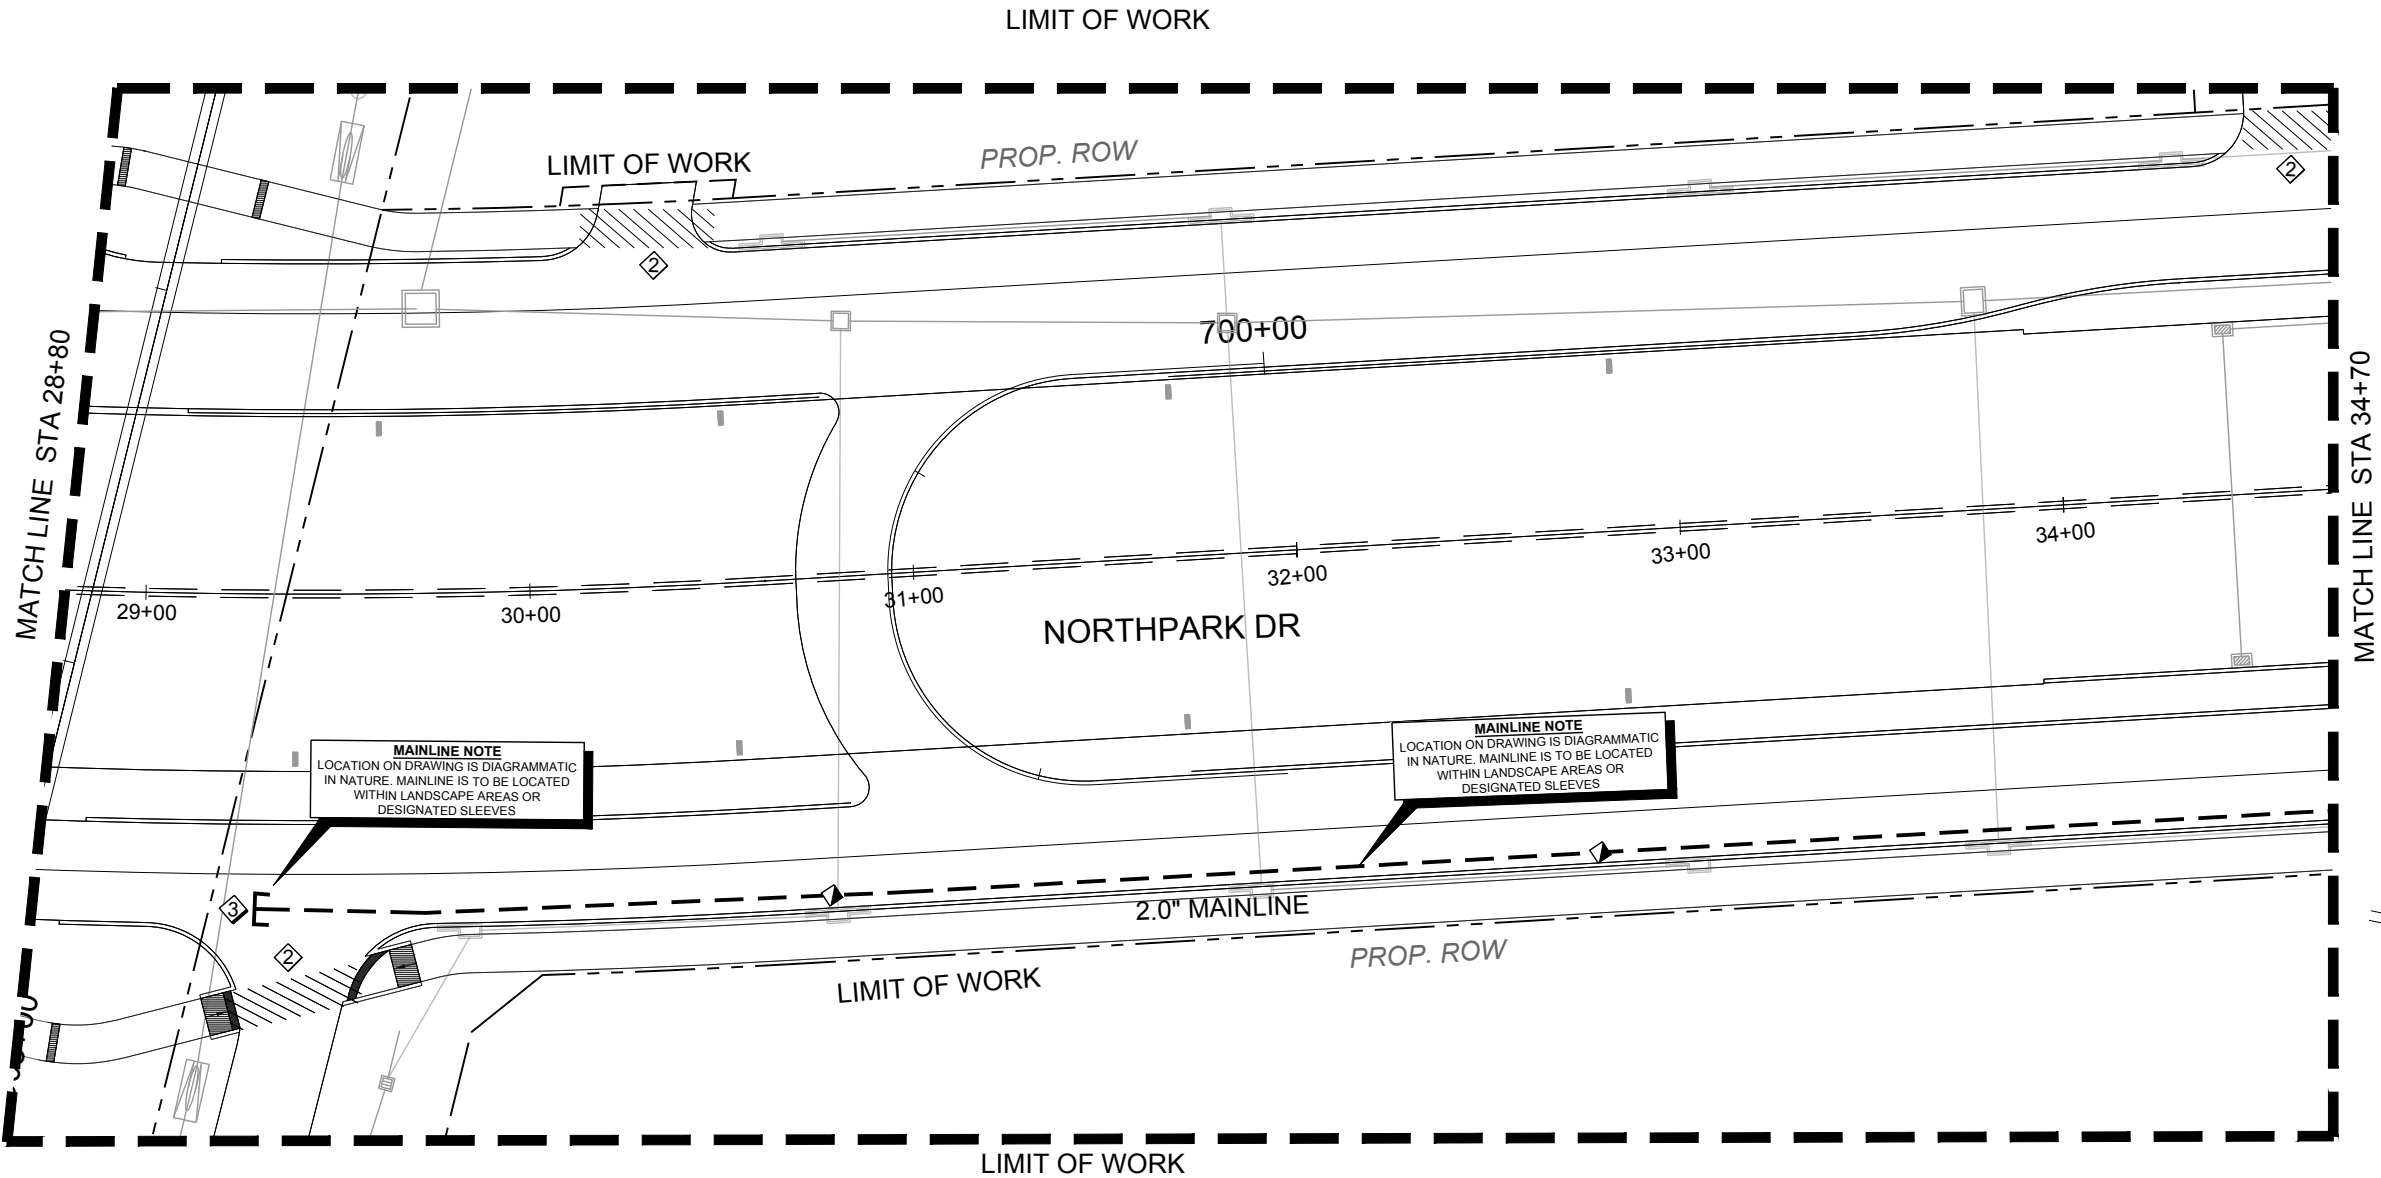 LIMIT OF WORK
LIMIT OF WORK
PROP. ROW
2
2
700+00
MATCH LINE STA 28+80
MATCH LINE STA 34+70
29+00
30+00
31+00
32+00
33+00
34+00
NORTHPARK DR
MAINLINE NOTE
LOCATION ON DRAWING IS DIAGRAMMATIC
IN NATURE. MAINLINE IS TO BE LOCATED
WITHIN LANDSCAPE AREAS OR
DESIGNATED SLEEVES
MAINLINE NOTE
LOCATION ON DRAWING IS DIAGRAMMATIC
IN NATURE. MAINLINE IS TO BE LOCATED
WITHIN LANDSCAPE AREAS OR
DESIGNATED SLEEVES
3
2.0" MAINLINE
2
PROP. ROW
LIMIT OF WORK
LIMIT OF WORK